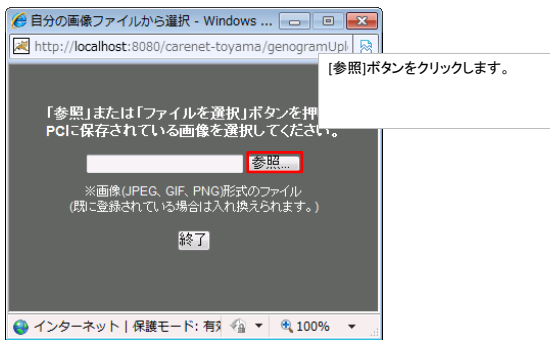 自分の画像ファイルから選択 - Windows ...
http://localhost:8080/carenet-toyama/genogramUpl
[参照]ボタンをクリックします。
「参照」または「ファイルを選択」ボタンを押
PCに保存されている画像を選択してください。
参照...
※画像(JPEG、GIF、PNG)形式のファイル
(既に登録されている場合は入れ換えられます。)
終了
インターネット | 保護モード: 有効 100%